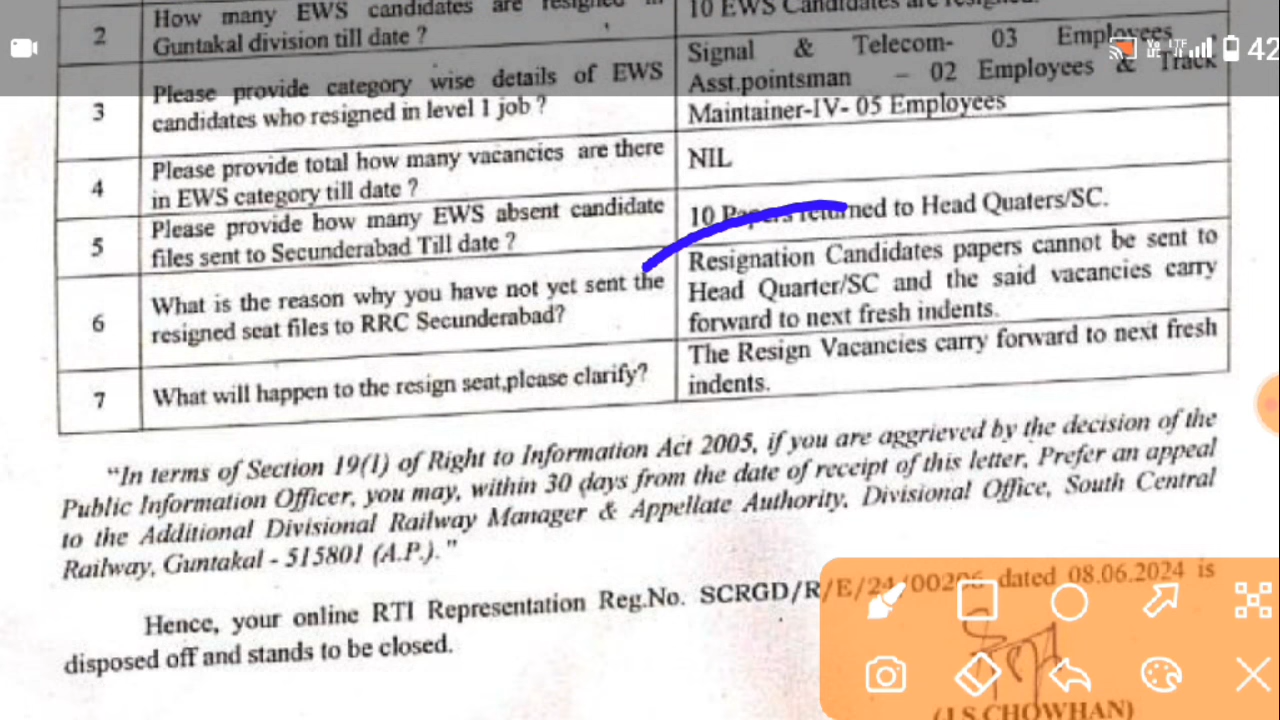 2
How many EWS candidates are resigned in
Guntakal division till date ?
10 EWS Candidates are resigned.
3
Please provide category wise details of EWS
candidates who resigned in level 1 job ?
Signal & Telecom- 03 Employees ,
Asst.pointsman – 02 Employees & Track
Maintainer-IV- 05 Employees
4
Please provide total how many vacancies are there
in EWS category till date ?
NIL
5
Please provide how many EWS absent candidate
files sent to Secunderabad Till date ?
10 Papers returned to Head Quaters/SC.
6
What is the reason why you have not yet sent the
resigned seat files to RRC Secunderabad?
Resignation Candidates papers cannot be sent to
Head Quarter/SC and the said vacancies carry
forward to next fresh indents.
7
What will happen to the resign seat,please clarify?
The Resign Vacancies carry forward to next fresh
indents.
"In terms of Section 19(1) of Right to Information Act 2005, if you are aggrieved by the decision of the
Public Information Officer, you may, within 30 days from the date of receipt of this letter, Prefer an appeal
to the Additional Divisional Railway Manager & Appellate Authority, Divisional Office, South Central
Railway, Guntakal - 515801 (A.P.)."
Hence, your online RTI Representation Reg.No. SCRGD/R/E/24/00206 dated 08.06.2024 is
disposed off and stands to be closed.
(J.S.CHOWHAN)
42